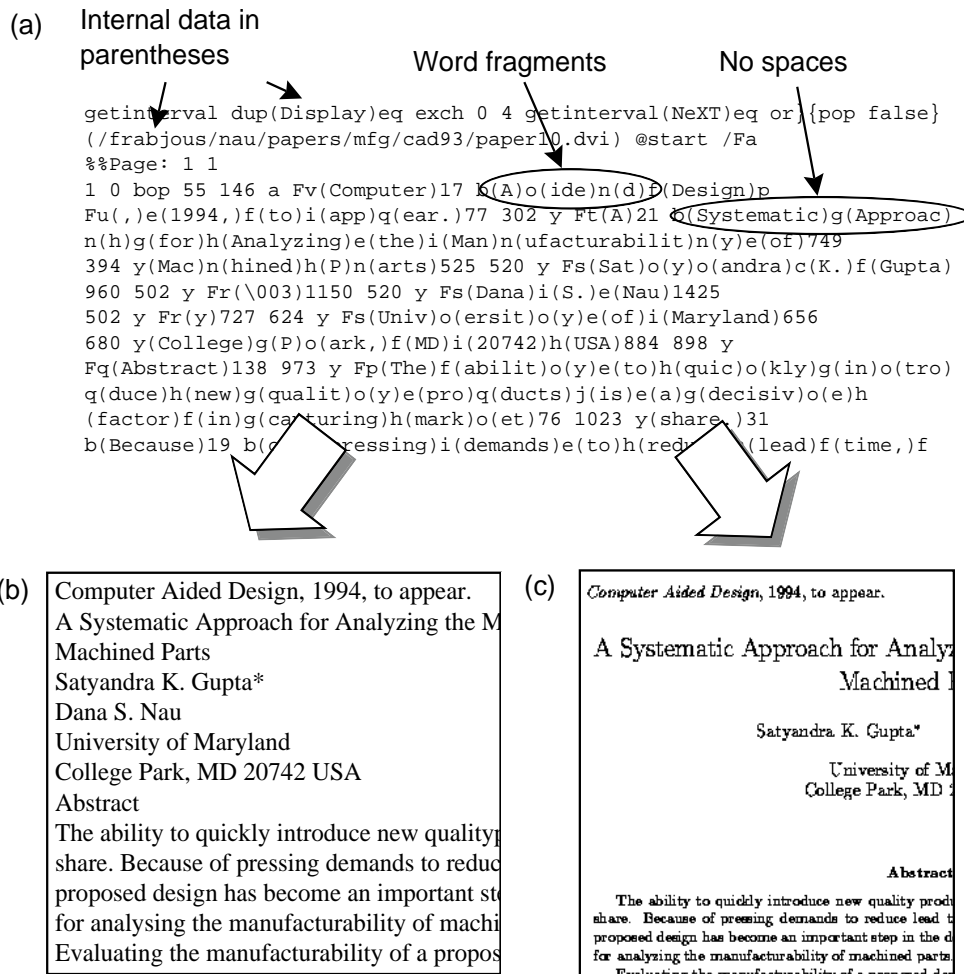 (a)
Internal data in
parentheses
Word fragments
No spaces
getinterval dup(Display)eq exch 0 4 getinterval(NeXT)eq or}{pop false}
(/frabjous/nau/papers/mfg/cad93/paper10.dvi) @start /Fa
%%Page: 1 1
1 0 bop 55 146 a Fv(Computer)17 b(A)o(ide)n(d)f(Design)p
Fu(,)e(1994,)f(to)i(app)q(ear.)77 302 y Ft(A)21 b(Systematic)g(Approac)
n(h)g(for)h(Analyzing)e(the)i(Man)n(ufacturabilit)n(y)e(of)749
394 y(Mac)n(hined)h(P)n(arts)525 520 y Fs(Sat)o(y)o(andra)c(K.)f(Gupta)
960 502 y Fr(\003)1150 520 y Fs(Dana)i(S.)e(Nau)1425
502 y Fr(y)727 624 y Fs(Univ)o(ersit)o(y)e(of)i(Maryland)656
680 y(College)g(P)o(ark,)f(MD)i(20742)h(USA)884 898 y
Fq(Abstract)138 973 y Fp(The)f(abilit)o(y)e(to)h(quic)o(kly)g(in)o(tro)
q(duce)h(new)g(qualit)o(y)e(pro)q(ducts)j(is)e(a)g(decisiv)o(e)h
(factor)f(in)g(capturing)h(mark)o(et)76 1023 y(share.)31
b(Because)19 b( ressing)i(demands)e(to)h(red (lead)f(time,)f
(b)
Computer Aided Design, 1994, to appear.
A Systematic Approach for Analyzing the M
Machined Parts
Satyandra K. Gupta*
Dana S. Nau
University of Maryland
College Park, MD 20742 USA
Abstract
The ability to quickly introduce new qualityp
share. Because of pressing demands to reduc
proposed design has become an important ste
for analysing the manufacturability of machi
Evaluating the manufacturability of a propos
(c)
Computer Aided Design, 1994, to appear.
A Systematic Approach for Analyz
Machined
Satyandra K. Gupta*
University of Ma
College Park, MD 2
Abstract
The ability to quickly introduce new quality produ
share. Because of pressing demands to reduce lead t
proposed design has become an important step in the d
for analyzing the manufacturability of machined parts.
Evaluating the manufacturability of a proposed des